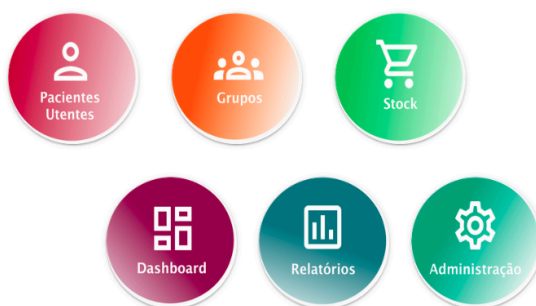 Pacientes
Utentes
Grupos
Stock
Dashboard
Relatórios
Administração